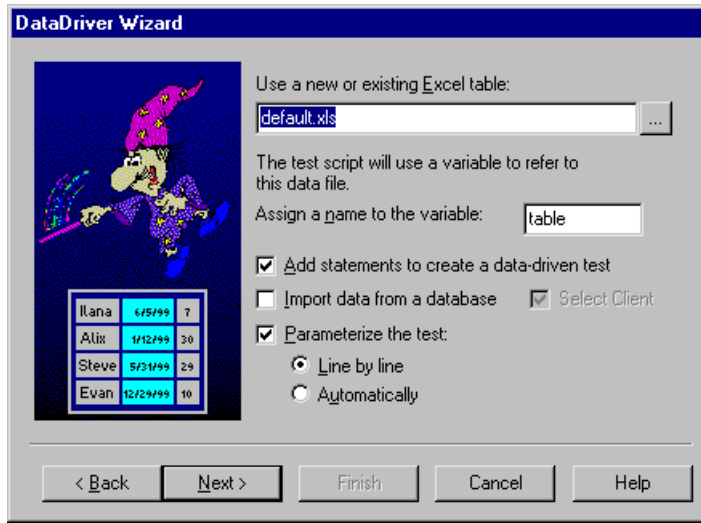 DataDriver Wizard
Use a new or existing Excel table:
default.xls
...
The test script will use a variable to refer to
this data file.
Assign a name to the variable:
table
Add statements to create a data-driven test
Import data from a database
Select Client
Parameterize the test:
Line by line
Automatically
Ilana 6/5/99 7
Alix 1/12/99 30
Steve 5/31/99 29
Evan 12/29/99 10
< Back
Next >
Finish
Cancel
Help